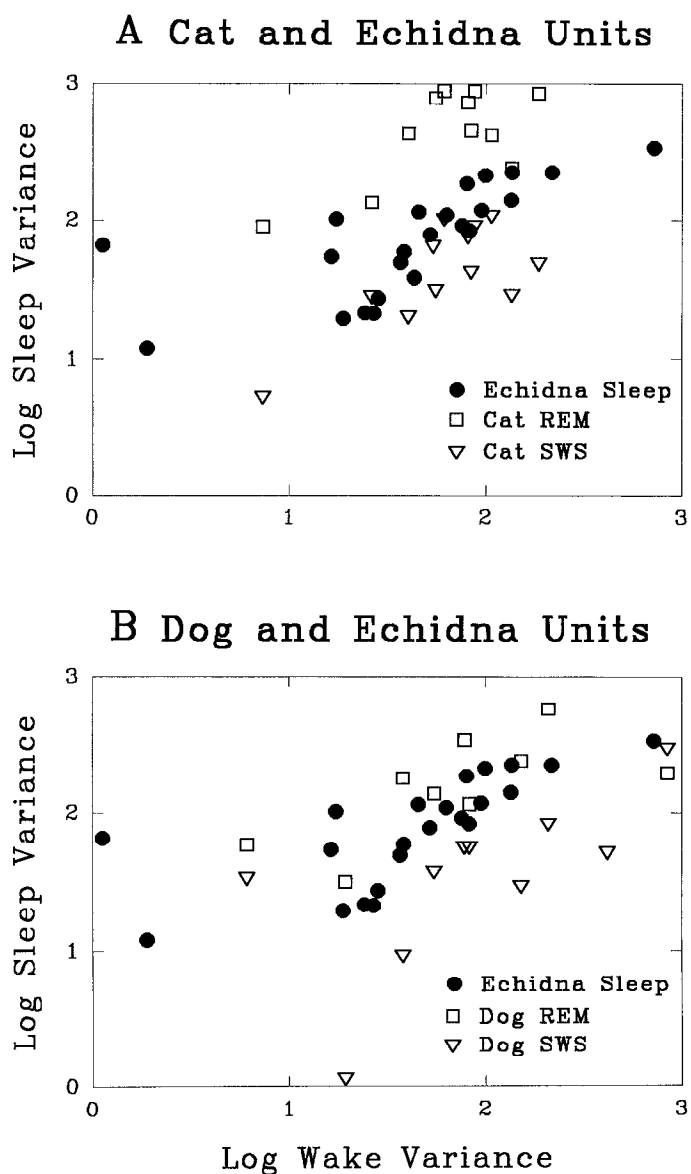 A Cat and Echidna Units
3
2
1
0
Log Sleep Variance
Echidna Sleep
Cat REM
Cat SWS
0
1
2
3
B Dog and Echidna Units
3
2
1
0
Log Sleep Variance
Echidna Sleep
Dog REM
Dog SWS
0
1
2
3
Log Wake Variance